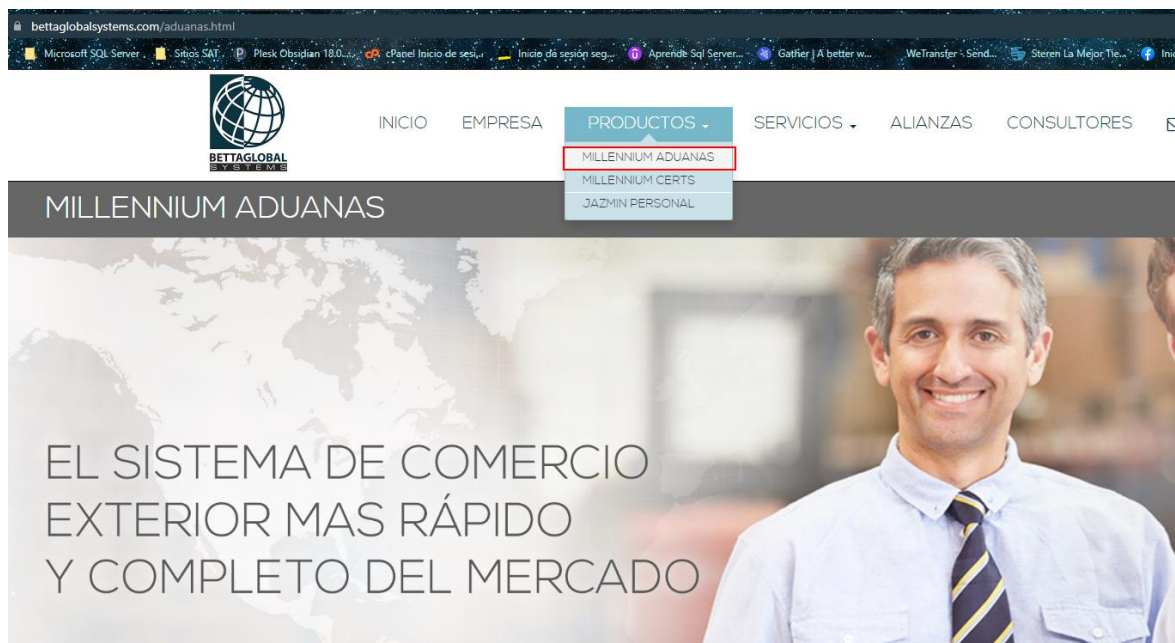 bettaglobalsystems.com/aduanas.html
Microsoft SQL Server
Sitios SAT
Plesk Obsidian 18.0....
cPanel Inicio de sesi...
Inicio de sesión seg...
Aprende Sql Server...
Gather | A better w...
WeTransfer - Send...
Steren La Mejor Tie...
BETTAGLOBAL
SYSTEMS
INICIO
EMPRESA
PRODUCTOS
SERVICIOS
ALIANZAS
CONSULTORES
MILLENNIUM ADUANAS
MILLENNIUM CERTS
JAZMIN PERSONAL
MILLENNIUM ADUANAS
EL SISTEMA DE COMERCIO
EXTERIOR MAS RÁPIDO
Y COMPLETO DEL MERCADO